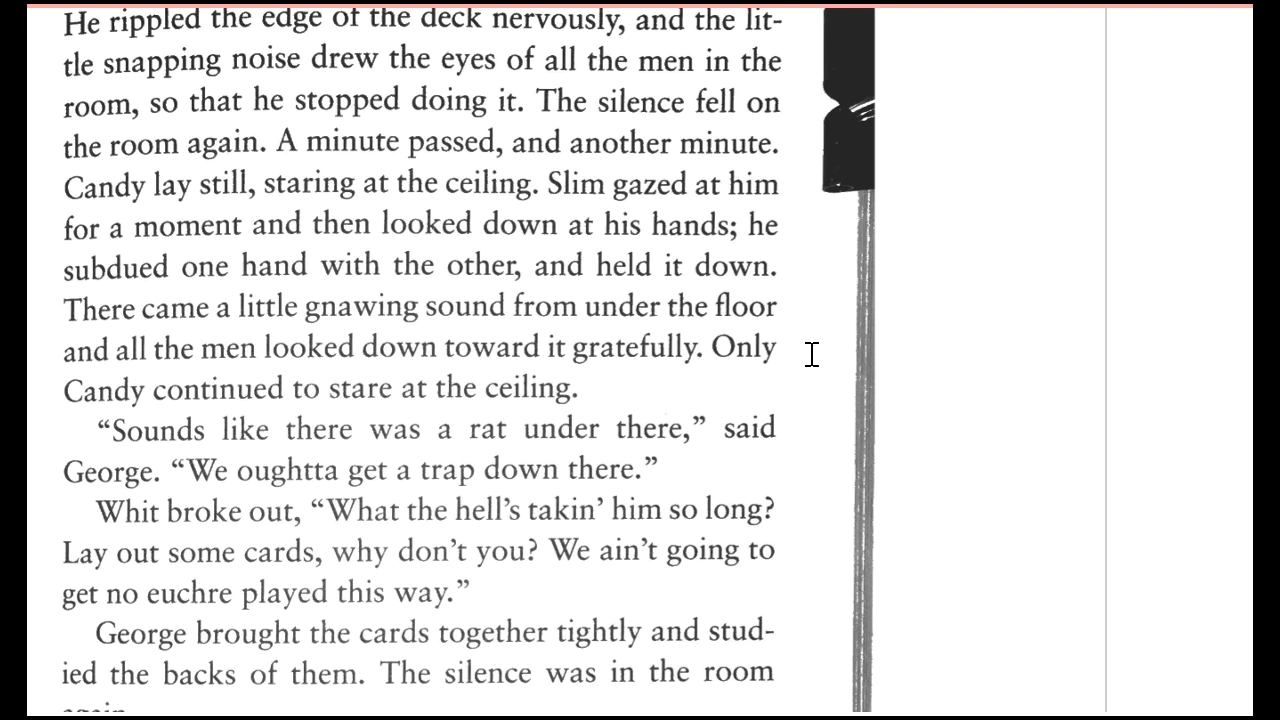 He rippled the edge of the deck nervously, and the lit-
tle snapping noise drew the eyes of all the men in the
room, so that he stopped doing it. The silence fell on
the room again. A minute passed, and another minute.
Candy lay still, staring at the ceiling. Slim gazed at him
for a moment and then looked down at his hands; he
subdued one hand with the other, and held it down.
There came a little gnawing sound from under the floor
and all the men looked down toward it gratefully. Only
Candy continued to stare at the ceiling.
“Sounds like there was a rat under there,” said
George. “We oughtta get a trap down there.”
Whit broke out, “What the hell’s takin’ him so long?
Lay out some cards, why don’t you? We ain’t going to
get no euchre played this way.”
George brought the cards together tightly and stud-
ied the backs of them. The silence was in the room